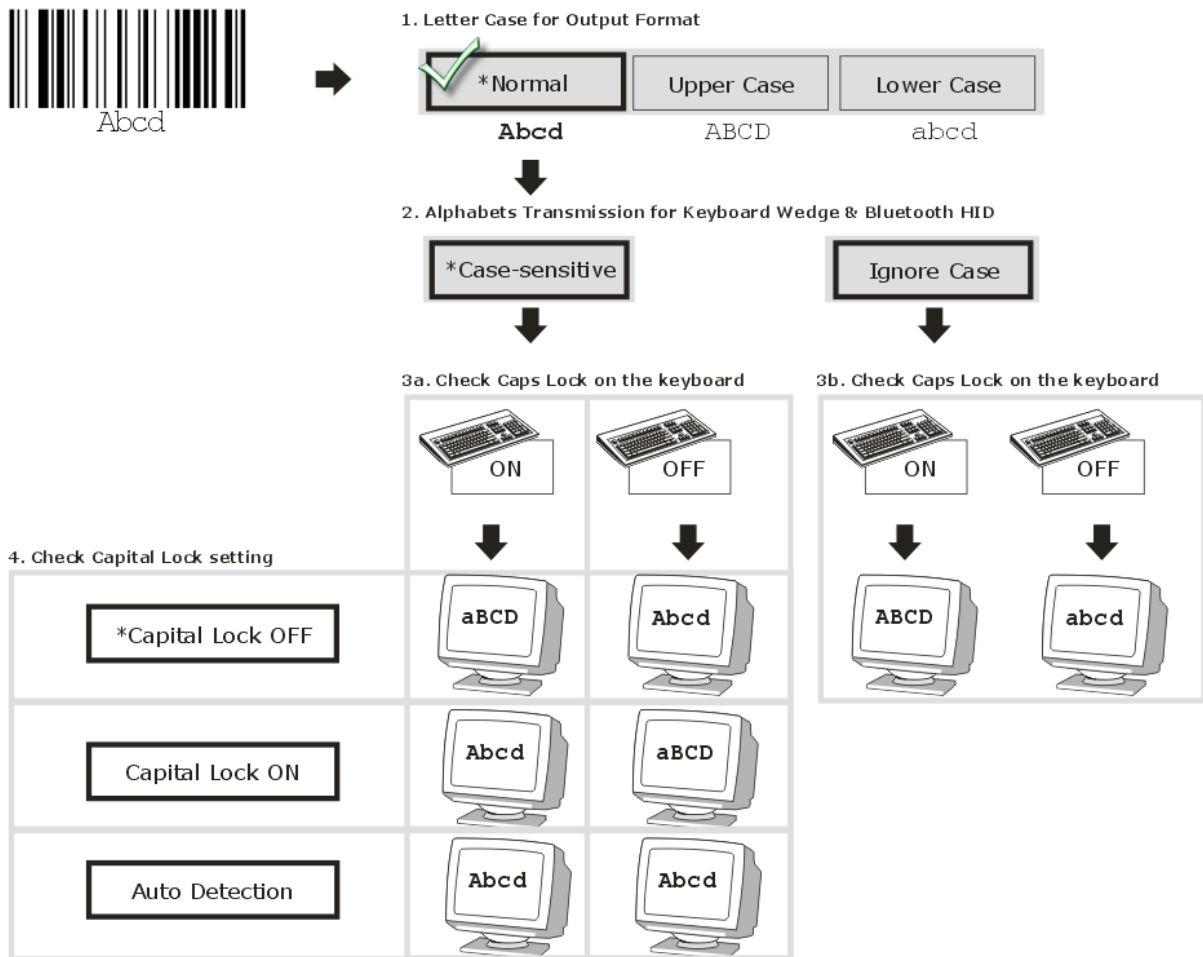 1. Letter Case for Output Format
*Normal Upper Case Lower Case
Abcd
Abcd ABCD abcd
2. Alphabets Transmission for Keyboard Wedge & Bluetooth HID
*Case-sensitive Ignore Case
3a. Check Caps Lock on the keyboard 3b. Check Caps Lock on the keyboard
ON OFF ON OFF
4. Check Capital Lock setting
*Capital Lock OFF aBCD Abcd ABCD abcd
Capital Lock ON Abcd aBCD
Auto Detection Abcd Abcd